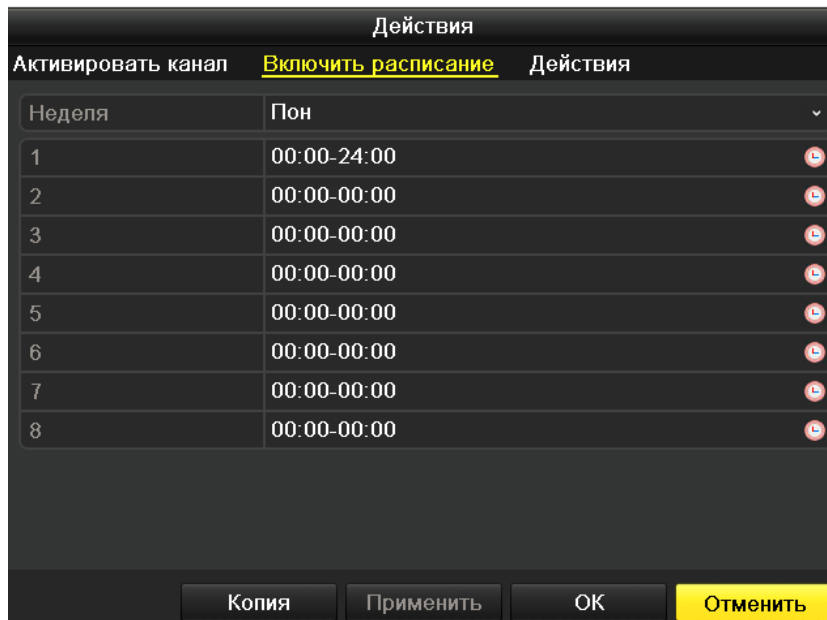 Действия
Активировать канал Включить расписание Действия
Неделя Пон
1 00:00-24:00
2 00:00-00:00
3 00:00-00:00
4 00:00-00:00
5 00:00-00:00
6 00:00-00:00
7 00:00-00:00
8 00:00-00:00
Копия Применить OK Отменить